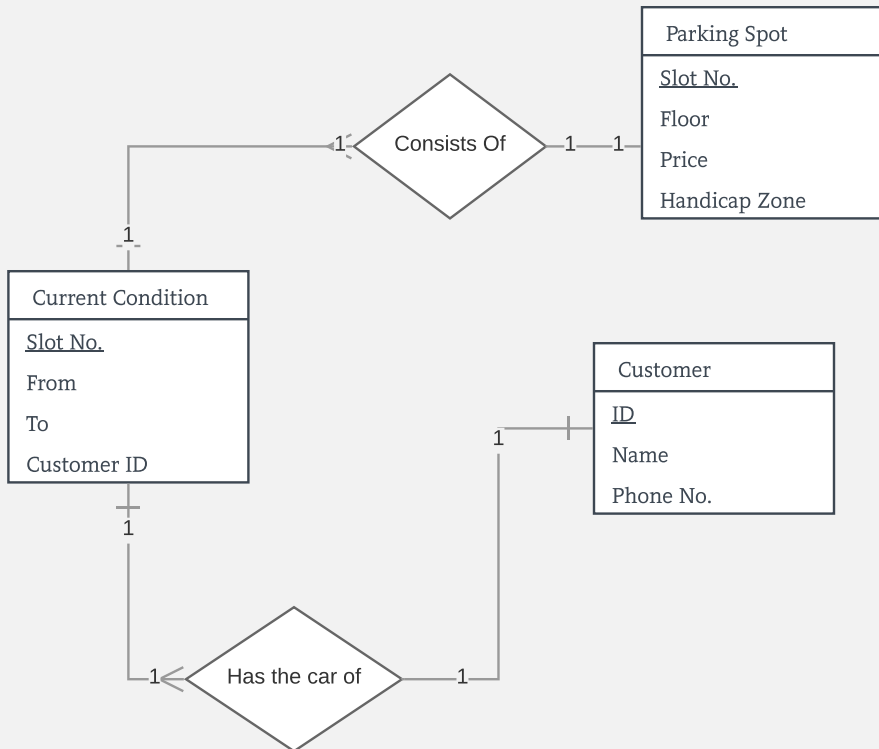 Parking Spot
Slot No.
Floor
Price
Handicap Zone
1
Consists Of
1
1
1
Current Condition
Slot No.
From
To
Customer ID
Customer
ID
Name
Phone No.
1
1
1
Has the car of
1